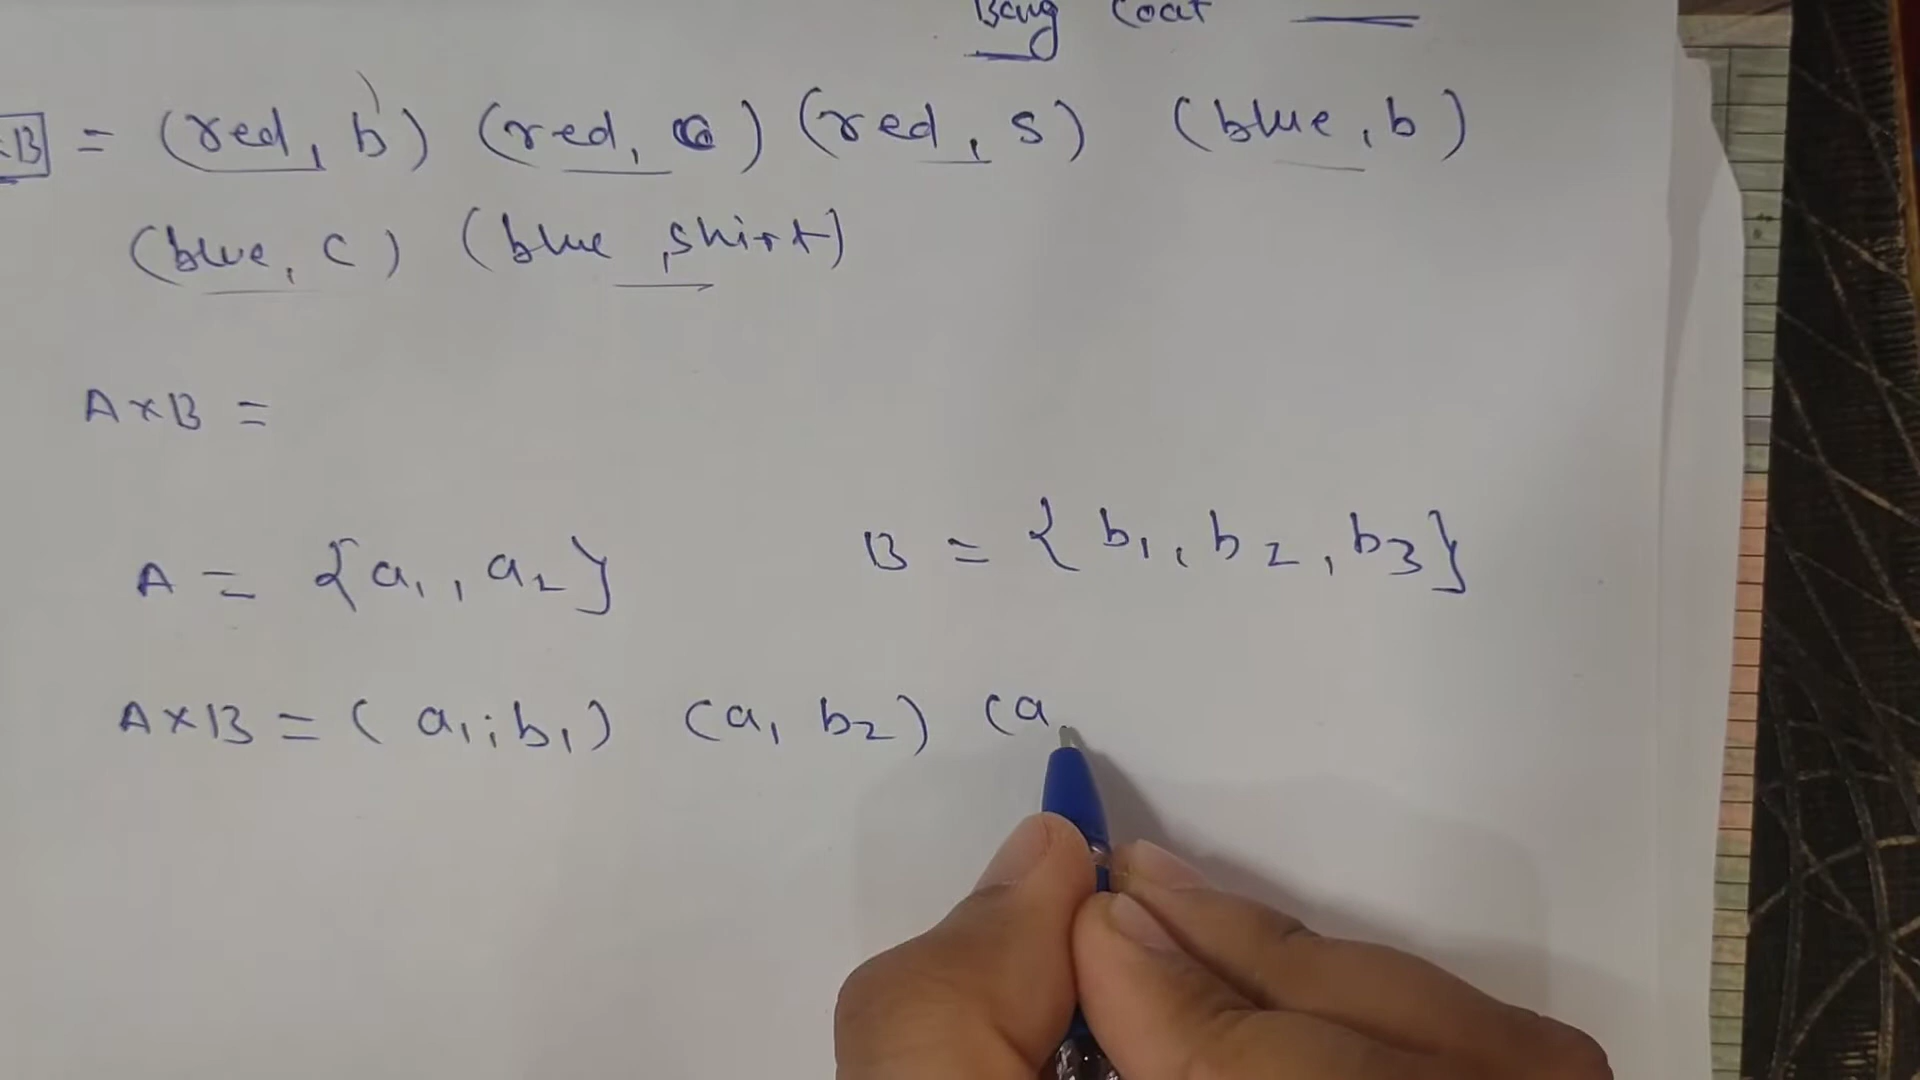 Bag Coat
×B = (red, b) (red, c) (red, s) (blue, b)
(blue, c) (blue, shirt)
A×B =
A = {a₁, a₂} B = {b₁, b₂, b₃}
A×B = (a₁, b₁) (a₁ b₂) (a